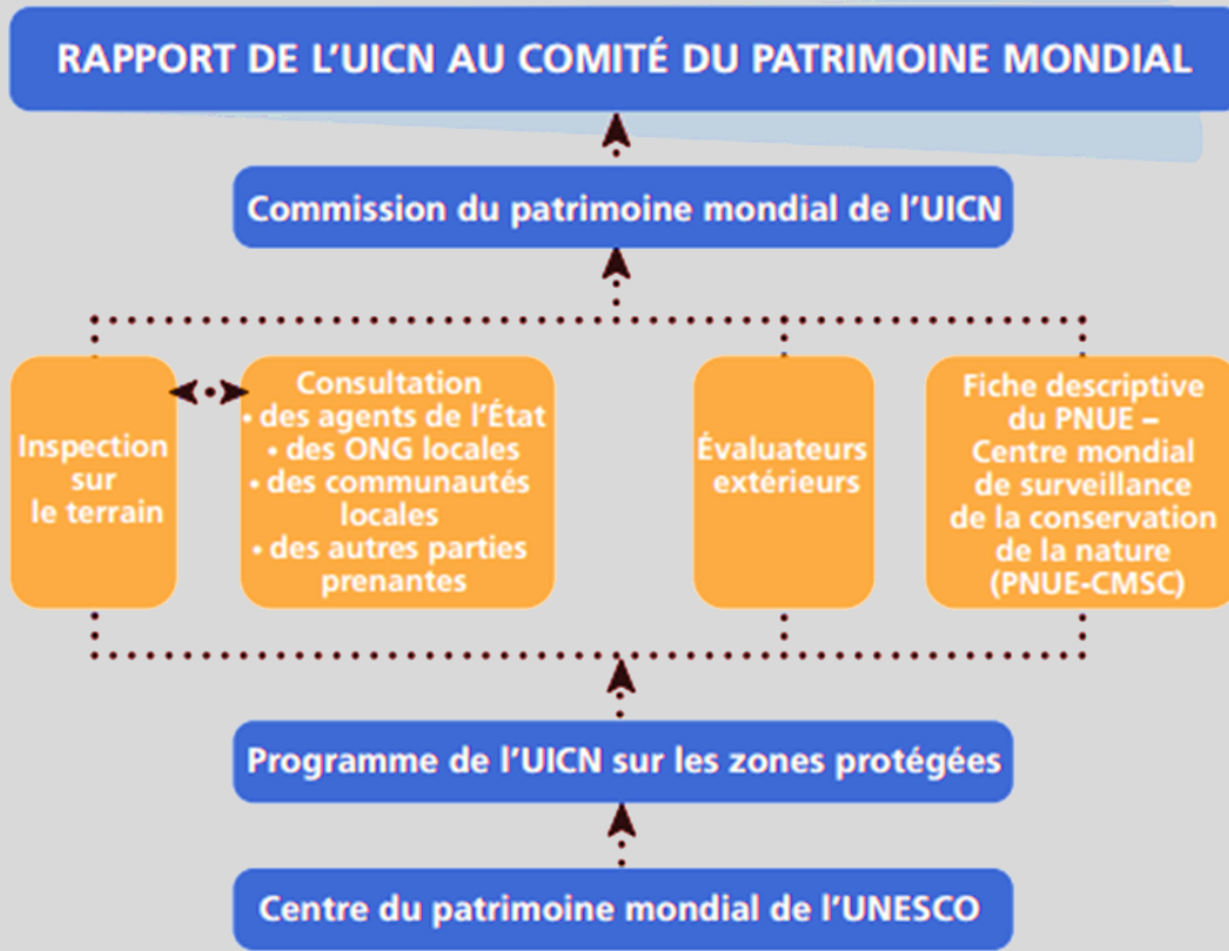 RAPPORT DE L'UICN AU COMITÉ DU PATRIMOINE MONDIAL
Commission du patrimoine mondial de l'UICN
Inspection
sur
le terrain
Consultation
• des agents de l'État
• des ONG locales
• des communautés
locales
• des autres parties
prenantes
Évaluateurs
extérieurs
Fiche descriptive
du PNUE –
Centre mondial
de surveillance
de la conservation
de la nature
(PNUE-CMSC)
Programme de l'UICN sur les zones protégées
Centre du patrimoine mondial de l'UNESCO